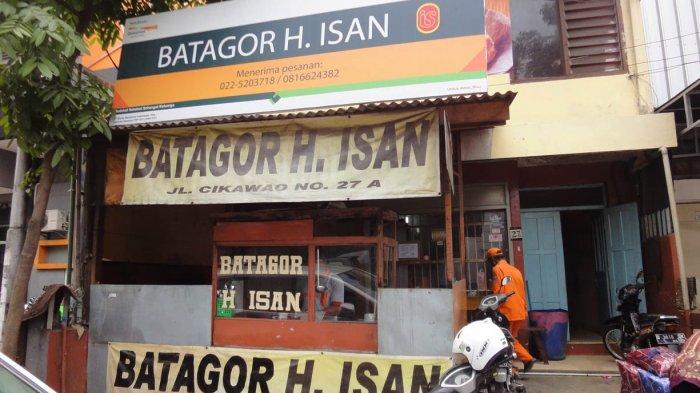 BATAGOR H. ISAN
Menerima pesanan:
022-5203718 / 0816624382
BATAGOR H. ISAN
JL. CIKAWAO NO. 27 A
BATAGOR
H ISAN
BATAGOR H. ISAN